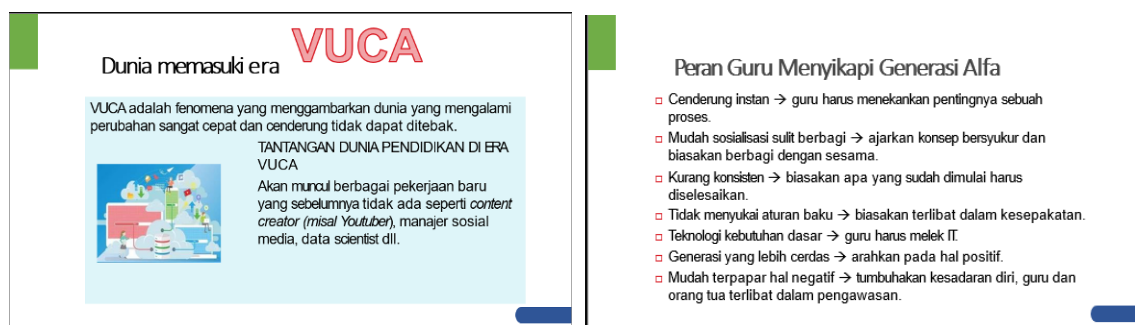 Dunia memasuki era VUCA
VUCA adalah fenomena yang menggambarkan dunia yang mengalami
perubahan sangat cepat dan cenderung tidak dapat ditebak.
TANTANGAN DUNIA PENDIDIKAN DI ERA
VUCA
Akan muncul berbagai pekerjaan baru
yang sebelumnya tidak ada seperti content
creator (misal Youtuber), manajer sosial
media, data scientist dll.
Peran Guru Menyikapi Generasi Alfa
□ Cenderung instan → guru harus menekankan pentingnya sebuah
proses.
□ Mudah sosialisasi sulit berbagi → ajarkan konsep bersyukur dan
biasakan berbagi dengan sesama.
□ Kurang konsisten → biasakan apa yang sudah dimulai harus
diselesaikan.
□ Tidak menyukai aturan baku → biasakan terlibat dalam kesepakatan.
□ Teknologi kebutuhan dasar → guru harus melek IT.
□ Generasi yang lebih cerdas → arahkan pada hal positif.
□ Mudah terpapar hal negatif → tumbuhakan kesadaran diri, guru dan
orang tua terlibat dalam pengawasan.